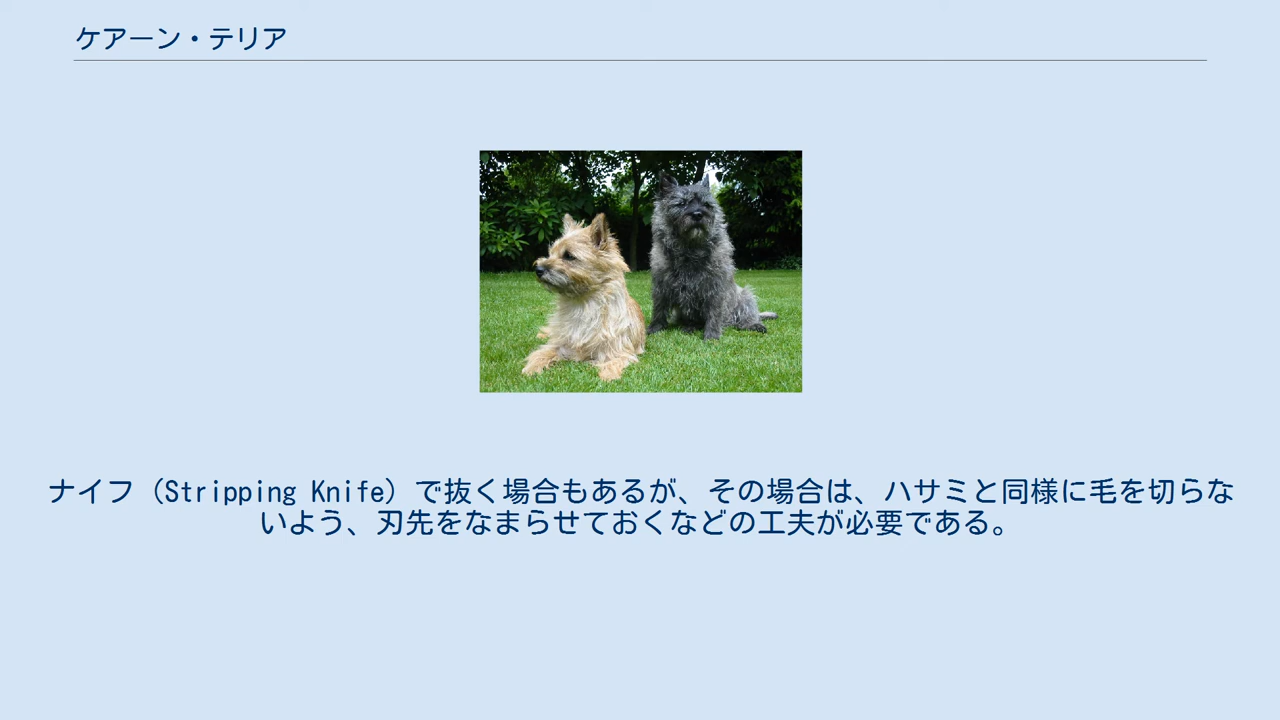 ケアーン・テリア
ナイフ（Stripping Knife）で抜く場合もあるが、その場合は、ハサミと同様に毛を切らな
いよう、刃先をなまらせておくなどの工夫が必要である。